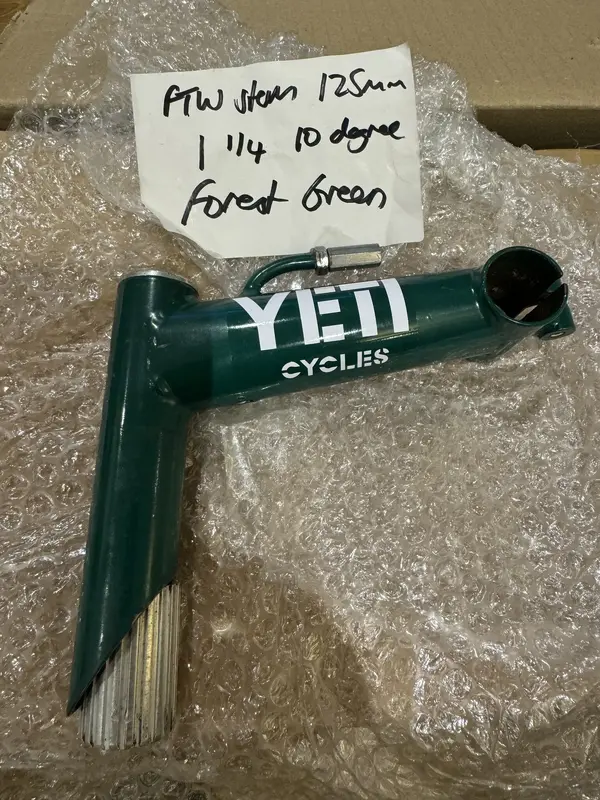 FTW stem 125mm
1 1/4 10 degree
Forest Green
YETI
CYCLES